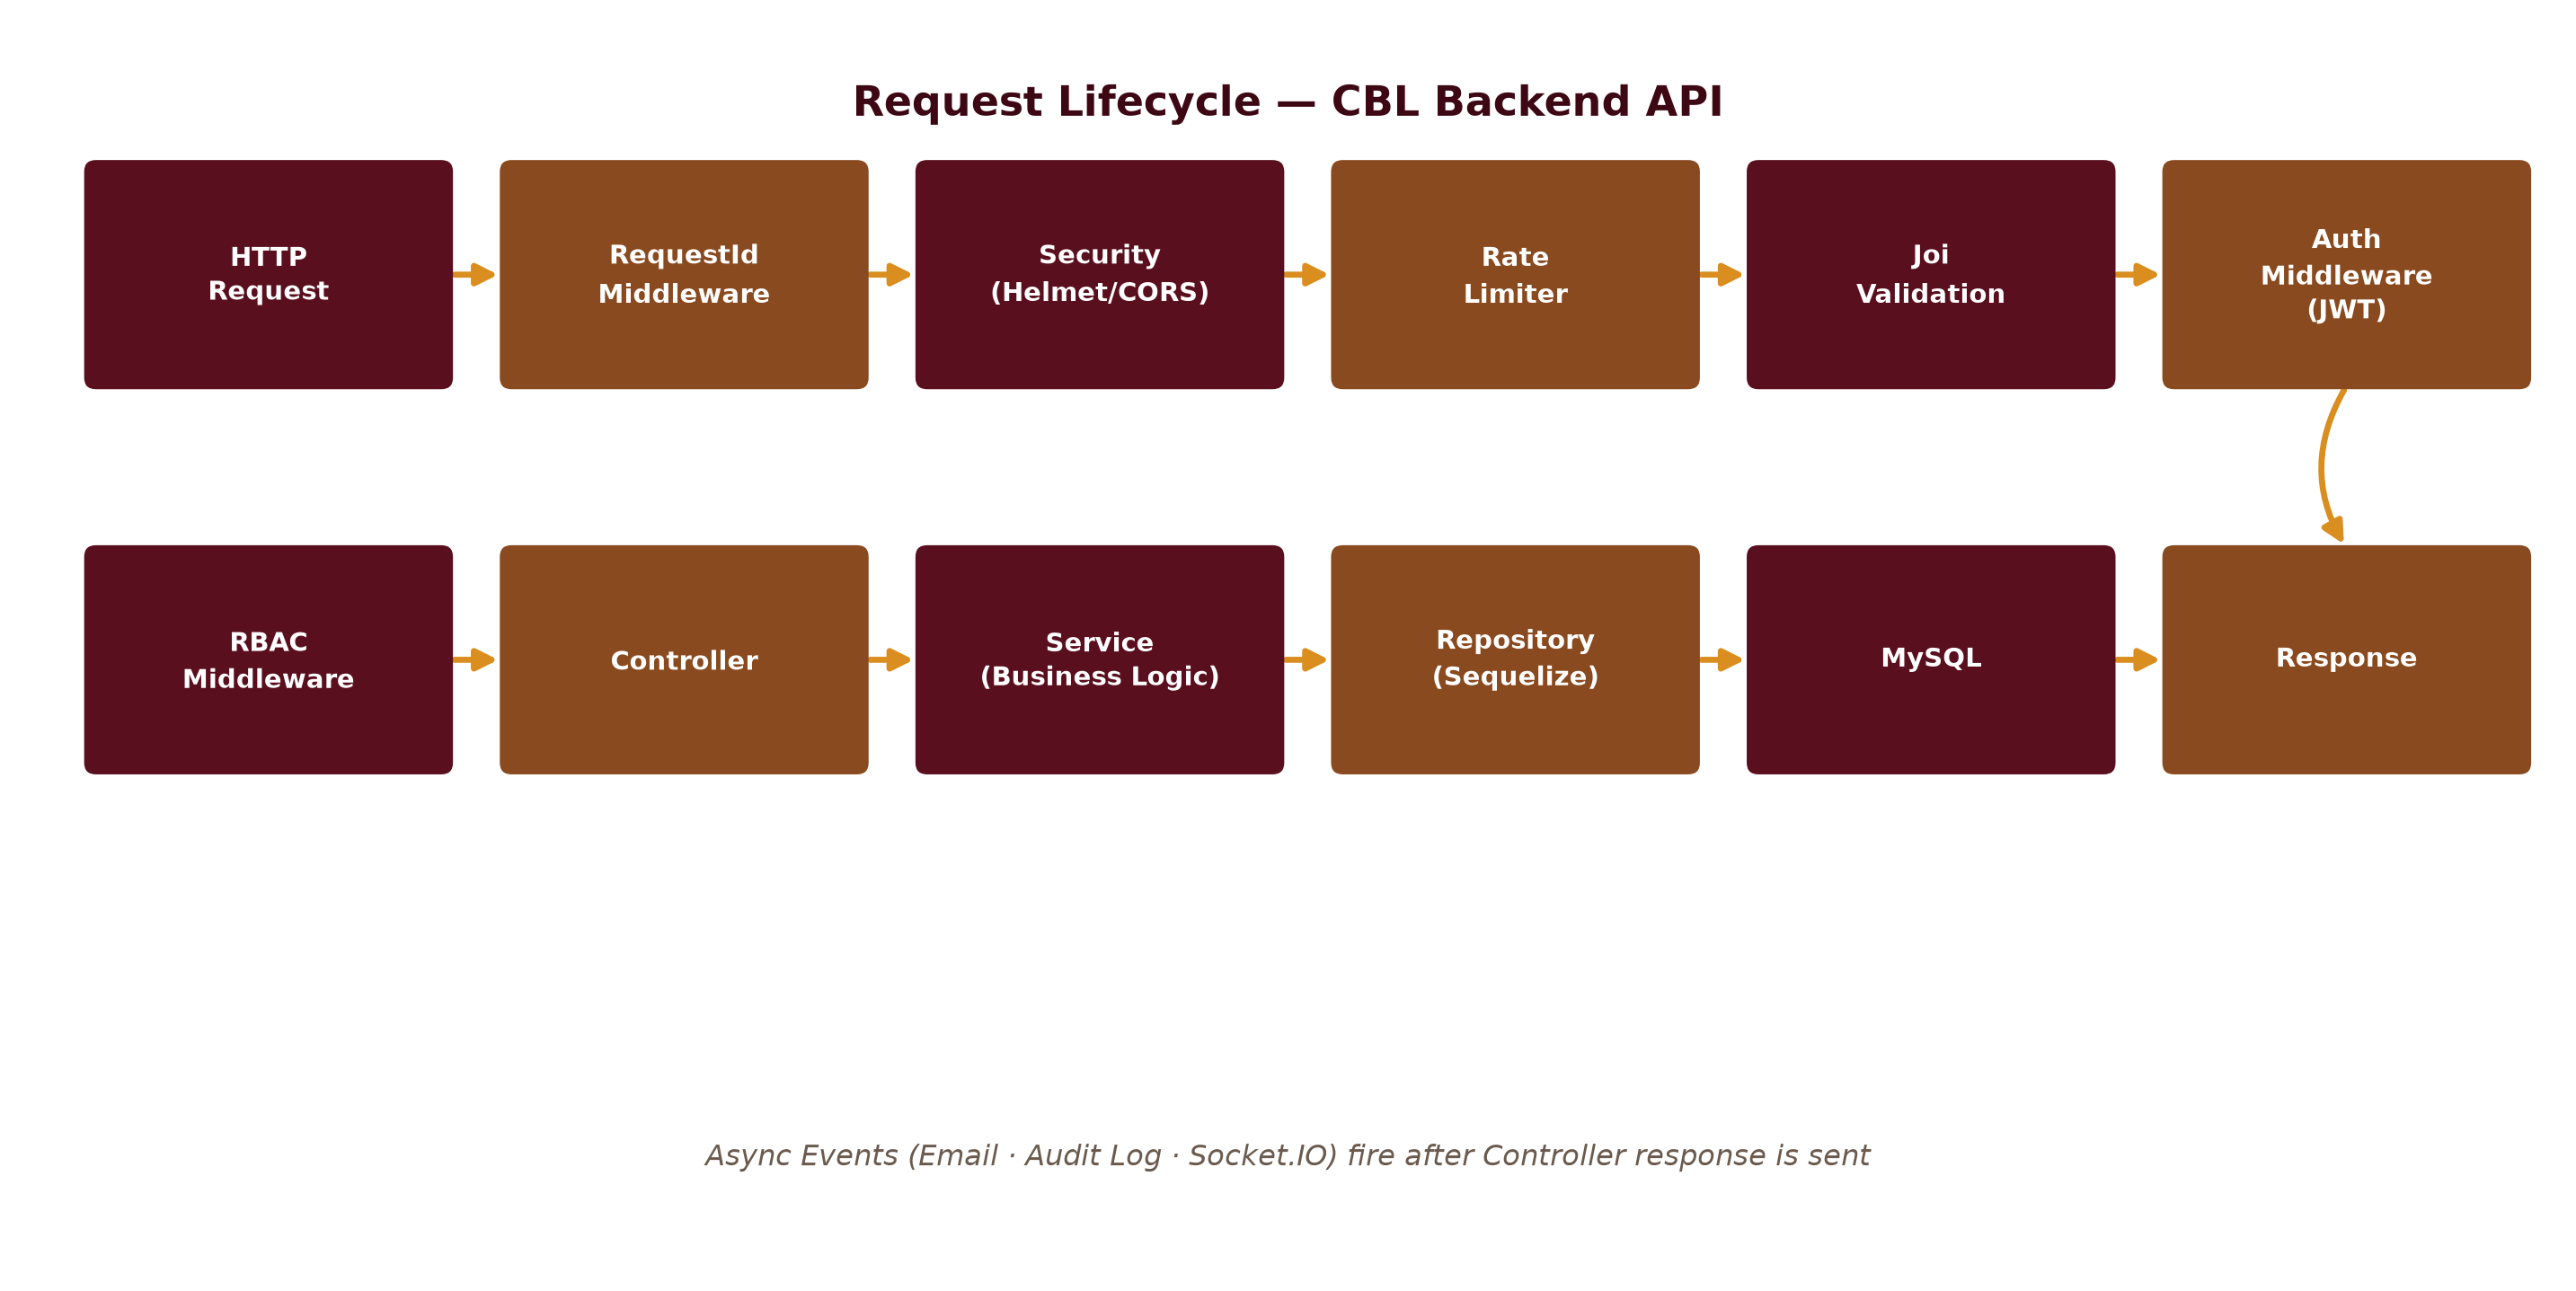 Request Lifecycle — CBL Backend API
HTTP
Request
RequestId
Middleware
Security
(Helmet/CORS)
Rate
Limiter
Joi
Validation
Auth
Middleware
(JWT)
RBAC
Middleware
Controller
Service
(Business Logic)
Repository
(Sequelize)
MySQL
Response
Async Events (Email · Audit Log · Socket.IO) fire after Controller response is sent